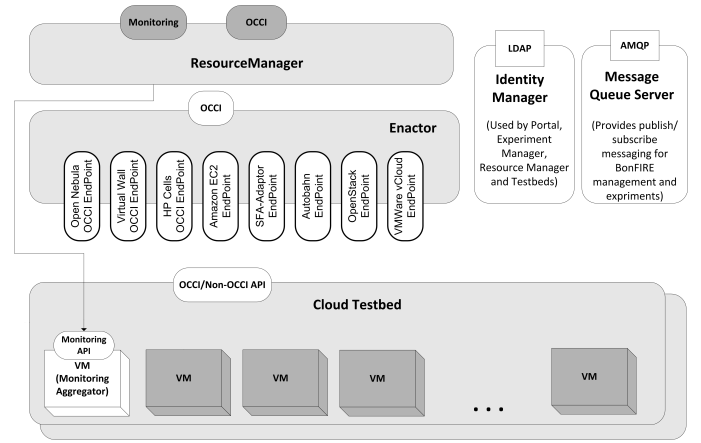 Monitoring
OCCI
ResourceManager
OCCI
Enactor
Open Nebula
OCCI EndPoint
Virtual Wall
OCCI EndPoint
HP Cells
OCCI EndPoint
Amazon EC2
EndPoint
SFA-Adaptor
EndPoint
Autobahn
EndPoint
OpenStack
EndPoint
VMWare vCloud
EndPoint
LDAP
Identity
Manager
(Used by Portal,
Experiment
Manager,
Resource Manager
and Testbeds)
AMQP
Message
Queue Server
(Provides publish/
subscribe
messaging for
BonFIRE
management and
expriments)
OCCI/Non-OCCI API
Cloud Testbed
Monitoring
API
VM
(Monitoring
Aggregator)
VM
VM
VM
...
VM